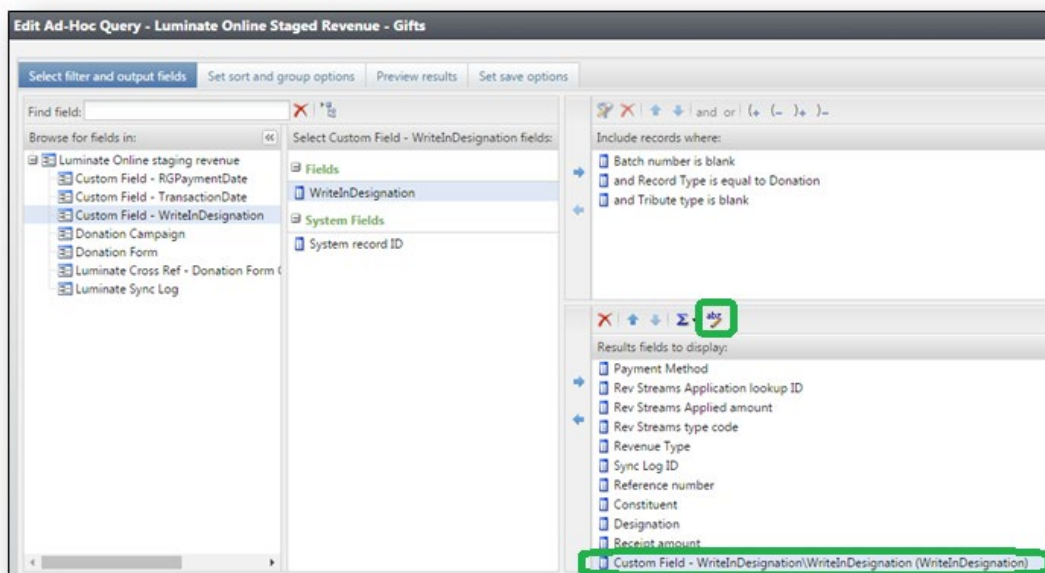 Edit Ad-Hoc Query - Luminate Online Staged Revenue - Gifts
Select filter and output fields
Set sort and group options
Preview results
Set save options
Find field:
Browse for fields in:
Luminate Online staging revenue
Custom Field - RGPaymentDate
Custom Field - TransactionDate
Custom Field - WriteInDesignation
Donation Campaign
Donation Form
Luminate Cross Ref - Donation Form
Luminate Sync Log
Select Custom Field - WriteInDesignation fields:
Fields
WriteInDesignation
System Fields
System record ID
and or (+ (- )+ )-
Include records where:
Batch number is blank
and Record Type is equal to Donation
and Tribute type is blank
Σ abz
Results fields to display:
Payment Method
Rev Streams Application lookup ID
Rev Streams Applied amount
Rev Streams type code
Revenue Type
Sync Log ID
Reference number
Constituent
Designation
Receipt amount
Custom Field - WriteInDesignation\WriteInDesignation (WriteInDesignation)